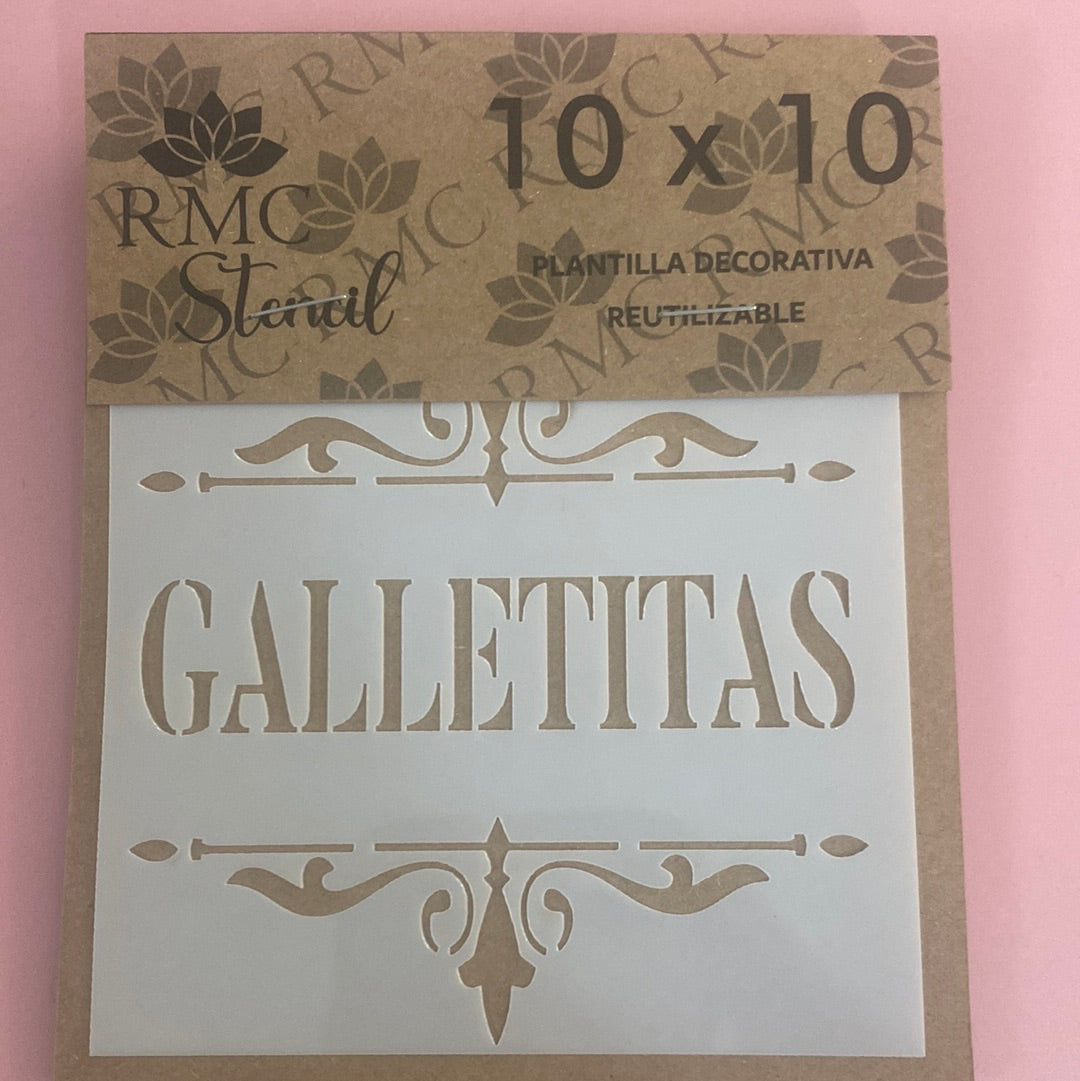 RMC
Stencil
10 x 10
PLANTILLA DECORATIVA
REUTILIZABLE
GALLETITAS